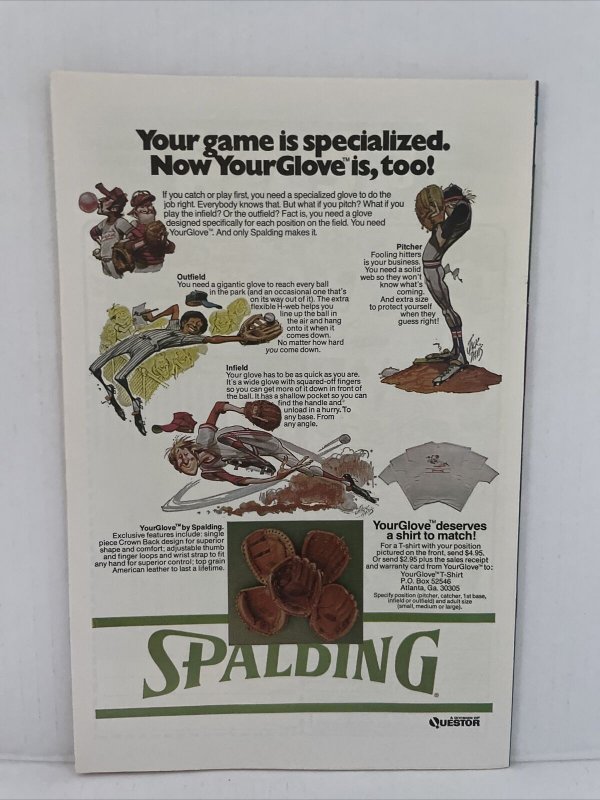 Your game is specialized.
Now YourGlove™ is, too!
If you catch or play first, you need a specialized glove to do the
job right. Everybody knows that. But what if you pitch? What if you
play the infield? Or the outfield? Fact is, you need a glove
designed specifically for each position on the field. You need
YourGlove™. And only Spalding makes it.
Pitcher
Fooling hitters
is your business.
You need a solid
web so they won't
know what's
coming.
And extra size
to protect yourself
when they
guess right!
Outfield
You need a gigantic glove to reach every ball
in the park (and an occasional one that's
on its way out of it). The extra
flexible H-web helps you
line up the ball in
the air and hang
onto it when it
comes down.
No matter how hard
you come down.
Infield
Your glove has to be as quick as you are.
It's a wide glove with squared-off fingers
so you can get more of it down in front of
the ball. It has a shallow pocket so you can
find the handle and
unload in a hurry. To
any base. From
any angle.
YourGlove™ by Spalding.
Exclusive features include: single
piece Crown Back design for superior
shape and comfort; adjustable thumb
and finger loops and wrist strap to fit
any hand for superior control; top grain
American leather to last a lifetime.
YourGlove™ deserves
a shirt to match!
For a T-shirt with your position
pictured on the front, send $4.95.
Or send $2.95 plus the sales receipt
and warranty card from YourGlove™ to:
YourGlove™ T-Shirt
P.O. Box 52546
Atlanta, Ga. 30305
Specify position (pitcher, catcher, 1st base,
infield or outfield) and adult size
(small, medium or large).
SPALDING®
A DIVISION OF
QUESTOR